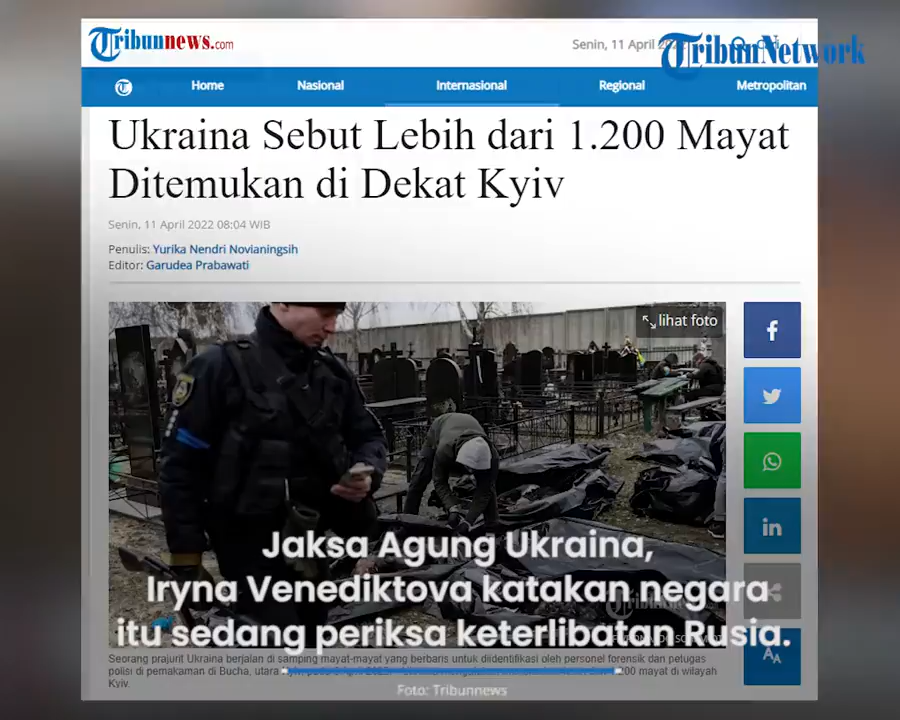 Tribunnews.com
Senin, 11 April
TribunNetwork
Home Nasional Internasional Regional Metropolitan
Ukraina Sebut Lebih dari 1.200 Mayat
Ditemukan di Dekat Kyiv
Senin, 11 April 2022 08:04 WIB
Penulis: Yurika Nendri Novianingsih
Editor: Garudea Prabawati
lihat foto
Jaksa Agung Ukraina,
Iryna Venediktova katakan negara
itu sedang periksa keterlibatan Rusia.
Seorang prajurit Ukraina berjalan di samping mayat-mayat yang berbaris untuk diidentifikasi oleh personel forensik dan petugas
polisi di pemakaman di Bucha, utara
200 mayat di wilayah
Kyiv.
Foto: Tribunnews